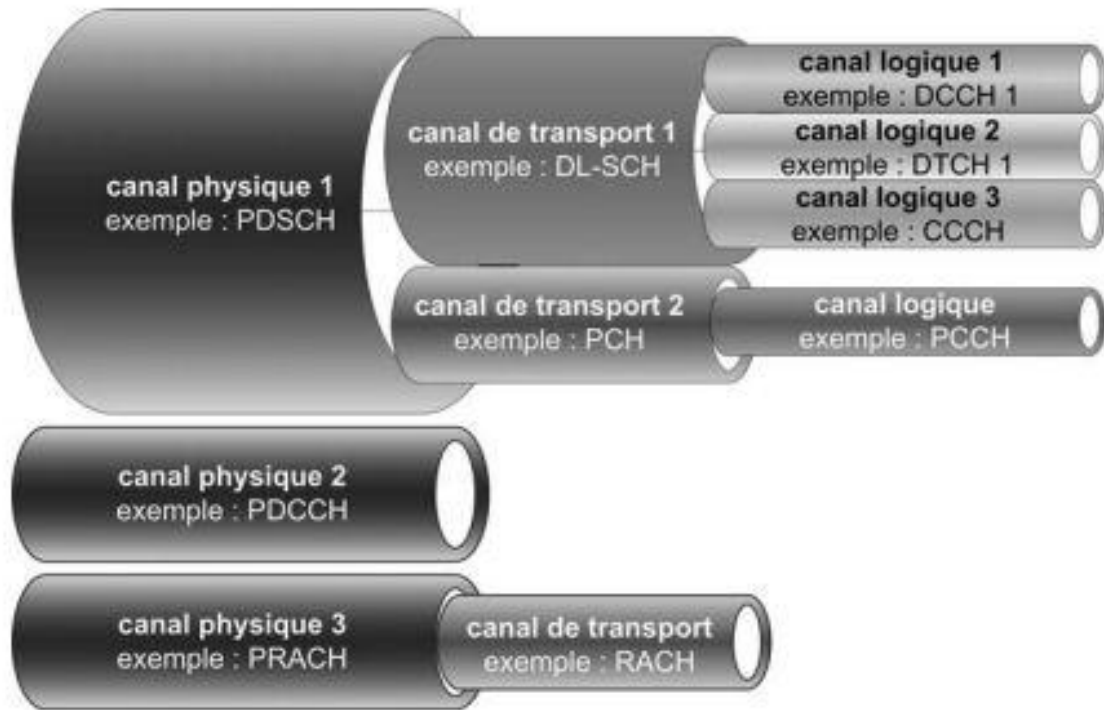 canal physique 1
exemple : PDSCH
canal de transport 1
exemple : DL-SCH
canal logique 1
exemple : DCCH 1
canal logique 2
exemple : DTCH 1
canal logique 3
exemple : CCCH
canal de transport 2
exemple : PCH
canal logique
exemple : PCCH
canal physique 2
exemple : PDCCH
canal physique 3
exemple : PRACH
canal de transport
exemple : RACH